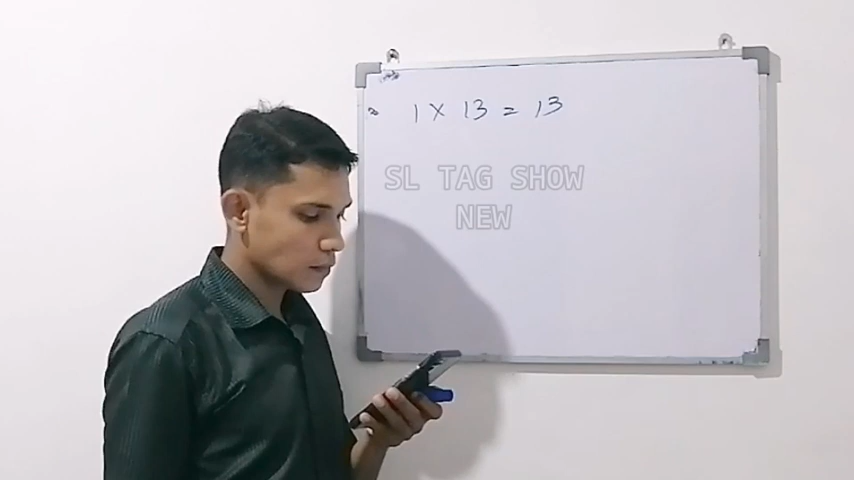 1 × 13 = 13
SL TAG SHOW
NEW